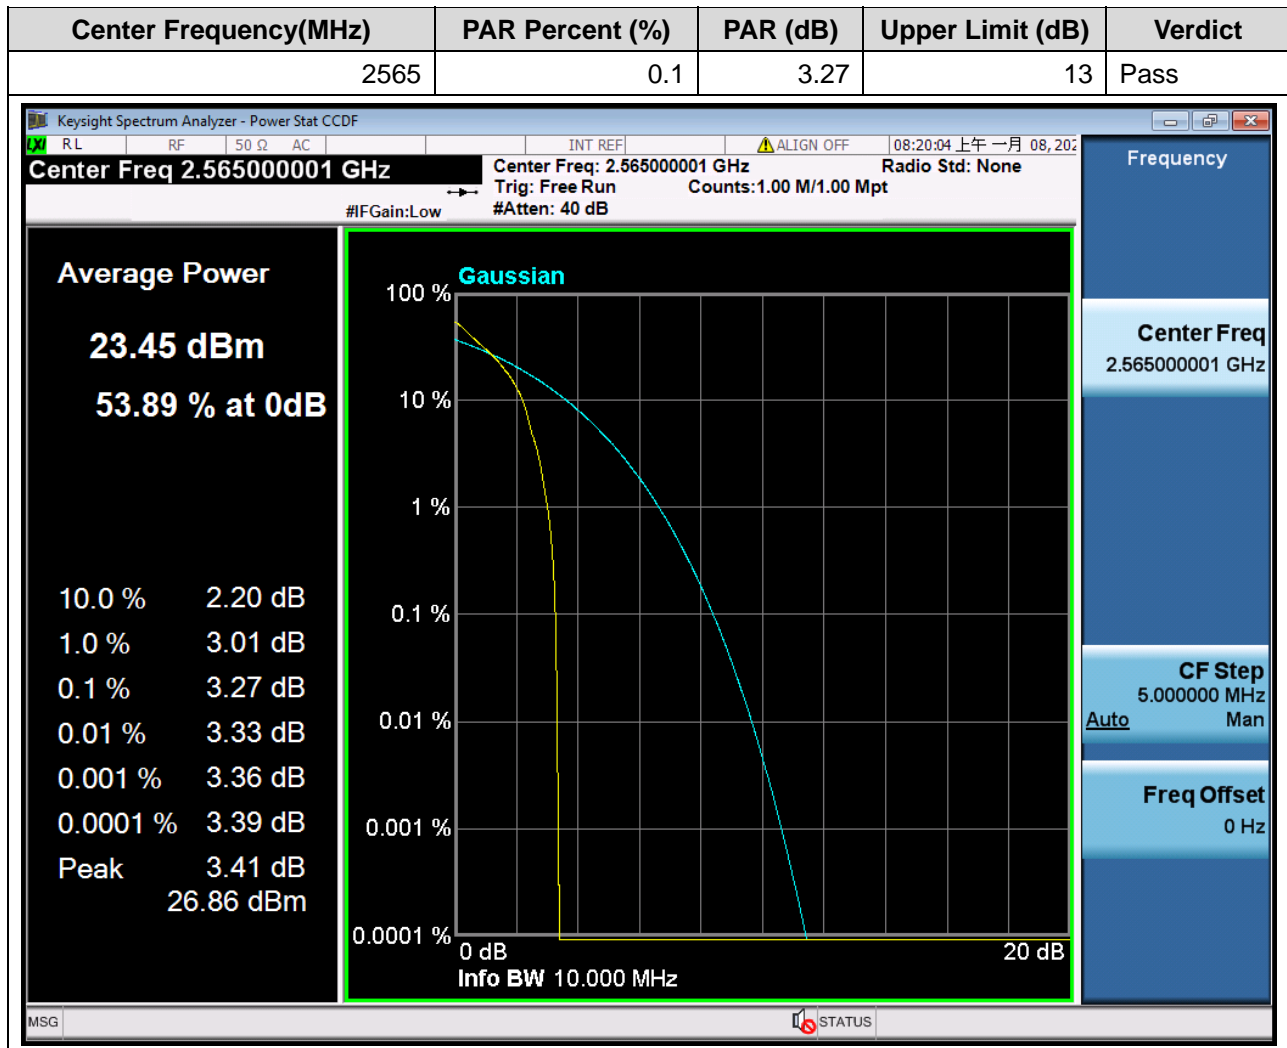 Center Frequency(MHz) PAR Percent (%) PAR (dB) Upper Limit (dB) Verdict
2565 0.1 3.27 13 Pass
Keysight Spectrum Analyzer - Power Stat CCDF
LXI RL RF 50 Ω AC INT REF ALIGN OFF 08:20:04 上午 一月 08, 202
Center Freq 2.565000001 GHz
Center Freq: 2.565000001 GHz Radio Std: None
Trig: Free Run Counts:1.00 M/1.00 Mpt
#IFGain:Low #Atten: 40 dB
Average Power
23.45 dBm
53.89 % at 0dB
10.0 % 2.20 dB
1.0 % 3.01 dB
0.1 % 3.27 dB
0.01 % 3.33 dB
0.001 % 3.36 dB
0.0001 % 3.39 dB
Peak 3.41 dB
26.86 dBm
Gaussian
100 %
10 %
1 %
0.1 %
0.01 %
0.001 %
0.0001 %
0 dB 20 dB
Info BW 10.000 MHz
Frequency
Center Freq
2.565000001 GHz
CF Step
5.000000 MHz
Auto Man
Freq Offset
0 Hz
MSG STATUS